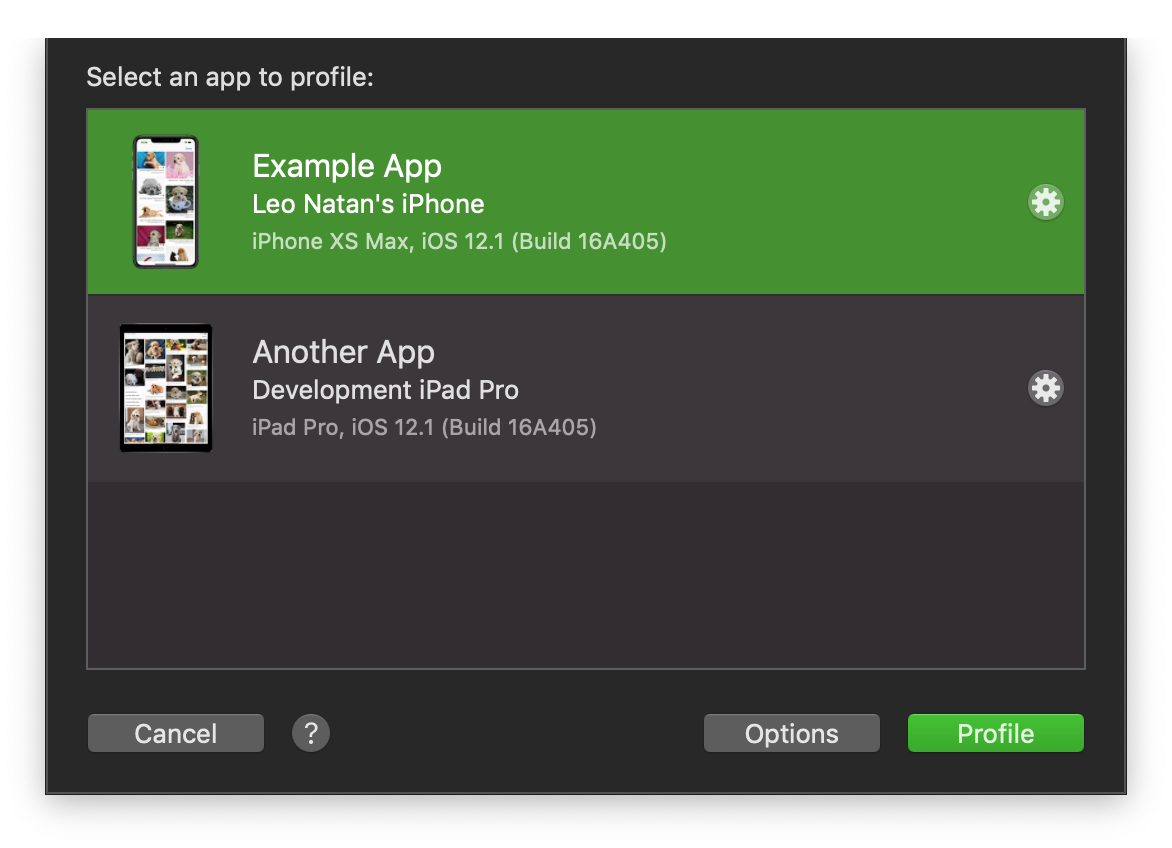 Select an app to profile:
Example App
Leo Natan's iPhone
iPhone XS Max, iOS 12.1 (Build 16A405)
Another App
Development iPad Pro
iPad Pro, iOS 12.1 (Build 16A405)
Cancel
?
Options
Profile